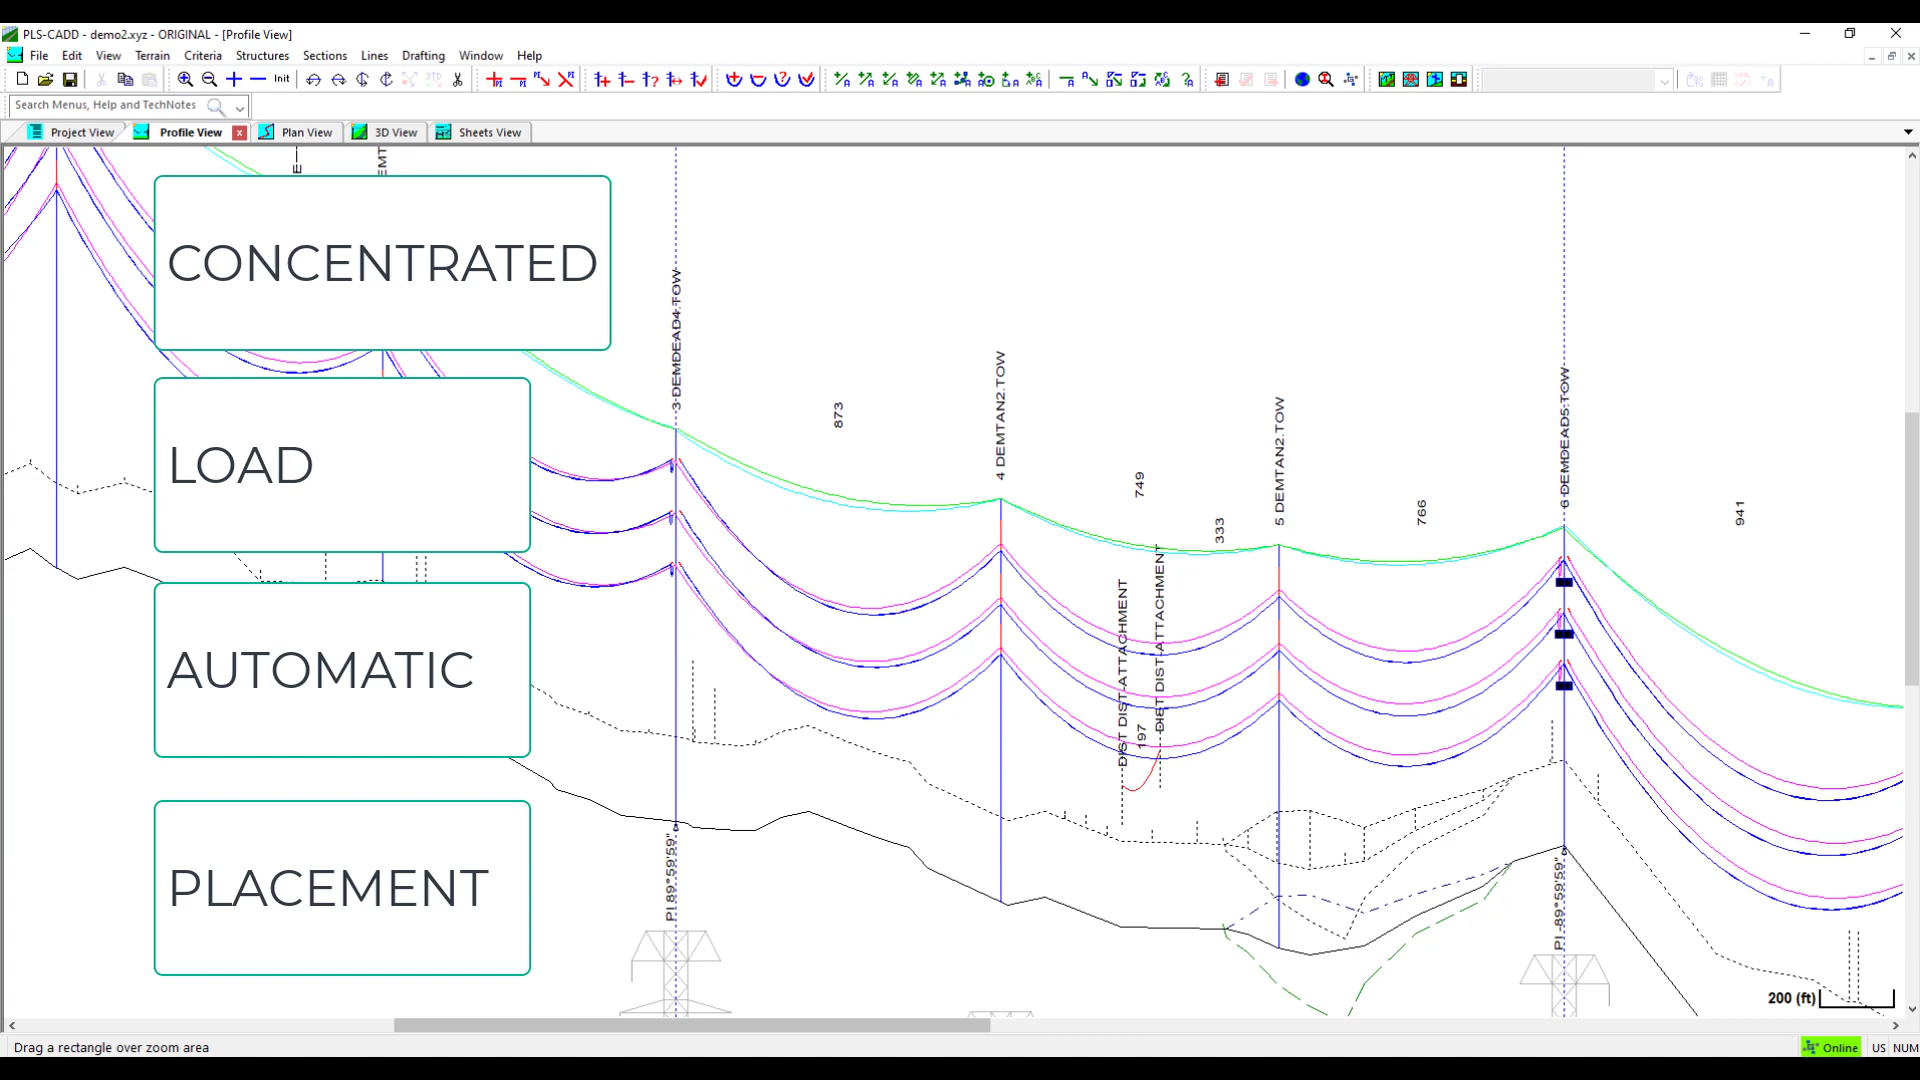 PLS-CADD - demo2.xyz - ORIGINAL - [Profile View]
File Edit View Terrain Criteria Structures Sections Lines Drafting Window Help
Init
Search Menus, Help and TechNotes
Project View Profile View x Plan View 3D View Sheets View
CONCENTRATED
LOAD
AUTOMATIC
PLACEMENT
3 DEMDEAD4.TOW
873
4 DEMTAN2.TOW
749
333
5 DEMTAN2.TOW
766
6 DEMDEAD5.TOW
941
DIST DIST ATTACHMENT
197
DIST DIST ATTACHMENT
PI 89°59'59"
PI -89°59'59"
200 (ft)
Drag a rectangle over zoom area
Online US NUM